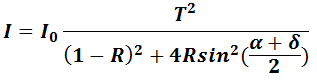 I = I₀ T² / ((1 − R)² + 4Rsin²((α + δ)/2))